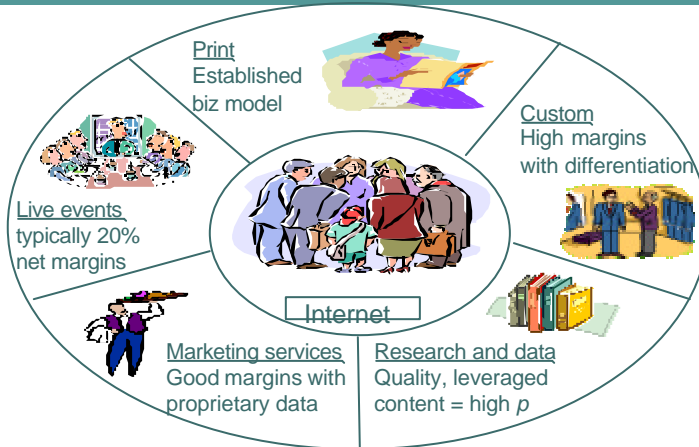 Print
Established
biz model
Custom
High margins
with differentiation
Live events
typically 20%
net margins
Internet
Marketing services
Good margins with
proprietary data
Research and data
Quality, leveraged
content = high p